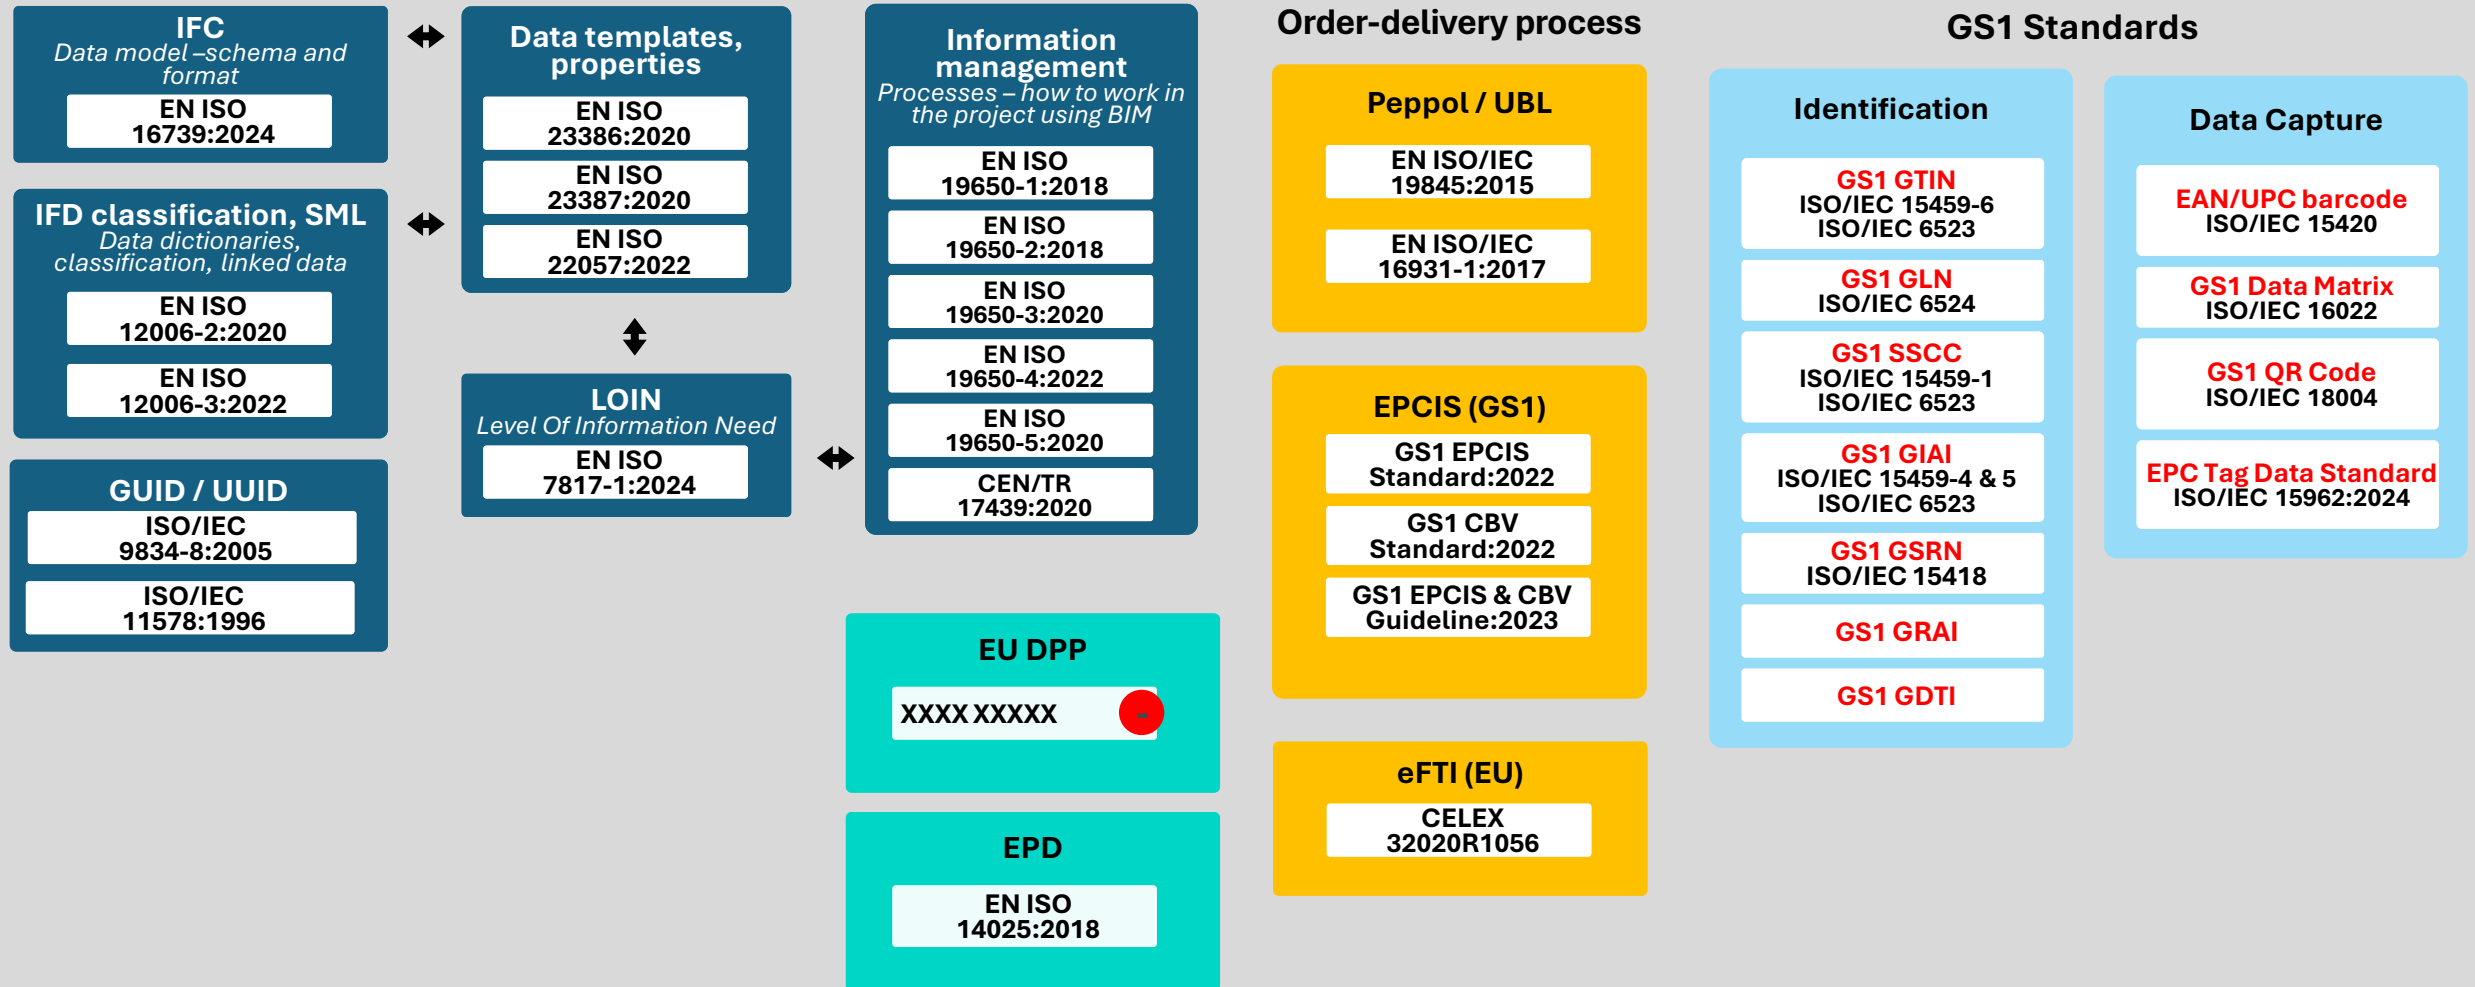 IFC
Data model –schema and
format
EN ISO
16739:2024
IFD classification, SML
Data dictionaries,
classification, linked data
EN ISO
12006-2:2020
EN ISO
12006-3:2022
GUID / UUID
ISO/IEC
9834-8:2005
ISO/IEC
11578:1996
Data templates,
properties
EN ISO
23386:2020
EN ISO
23387:2020
EN ISO
22057:2022
LOIN
Level Of Information Need
EN ISO
7817-1:2024
Information
management
Processes – how to work in
the project using BIM
EN ISO
19650-1:2018
EN ISO
19650-2:2018
EN ISO
19650-3:2020
EN ISO
19650-4:2022
EN ISO
19650-5:2020
CEN/TR
17439:2020
EU DPP
XXXX XXXXX
-
EPD
EN ISO
14025:2018
Order-delivery process
Peppol / UBL
EN ISO/IEC
19845:2015
EN ISO/IEC
16931-1:2017
EPCIS (GS1)
GS1 EPCIS
Standard:2022
GS1 CBV
Standard:2022
GS1 EPCIS & CBV
Guideline:2023
eFTI (EU)
CELEX
32020R1056
GS1 Standards
Identification
GS1 GTIN
ISO/IEC 15459-6
ISO/IEC 6523
GS1 GLN
ISO/IEC 6524
GS1 SSCC
ISO/IEC 15459-1
ISO/IEC 6523
GS1 GIAI
ISO/IEC 15459-4 & 5
ISO/IEC 6523
GS1 GSRN
ISO/IEC 15418
GS1 GRAI
GS1 GDTI
Data Capture
EAN/UPC barcode
ISO/IEC 15420
GS1 Data Matrix
ISO/IEC 16022
GS1 QR Code
ISO/IEC 18004
EPC Tag Data Standard
ISO/IEC 15962:2024